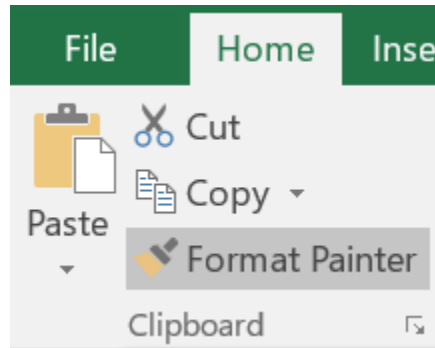 File Home Inse
Cut
Copy
Paste
Format Painter
Clipboard